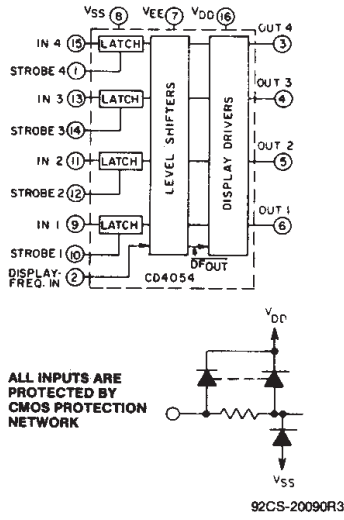 VSS VEE VDD
8 7 16
OUT 4
IN 4 15 LATCH 3
STROBE 4 1
OUT 3
IN 3 13 LATCH 4
STROBE 3 14
LEVEL SHIFTERS
DISPLAY DRIVERS
OUT 2
IN 2 11 LATCH 5
STROBE 2 12
OUT 1
IN 1 9 LATCH 6
STROBE 1 10
DISPLAY-
FREQ. IN 2
DFOUT
CD4054
VDD
ALL INPUTS ARE
PROTECTED BY
CMOS PROTECTION
NETWORK
VSS
92CS-20090R3